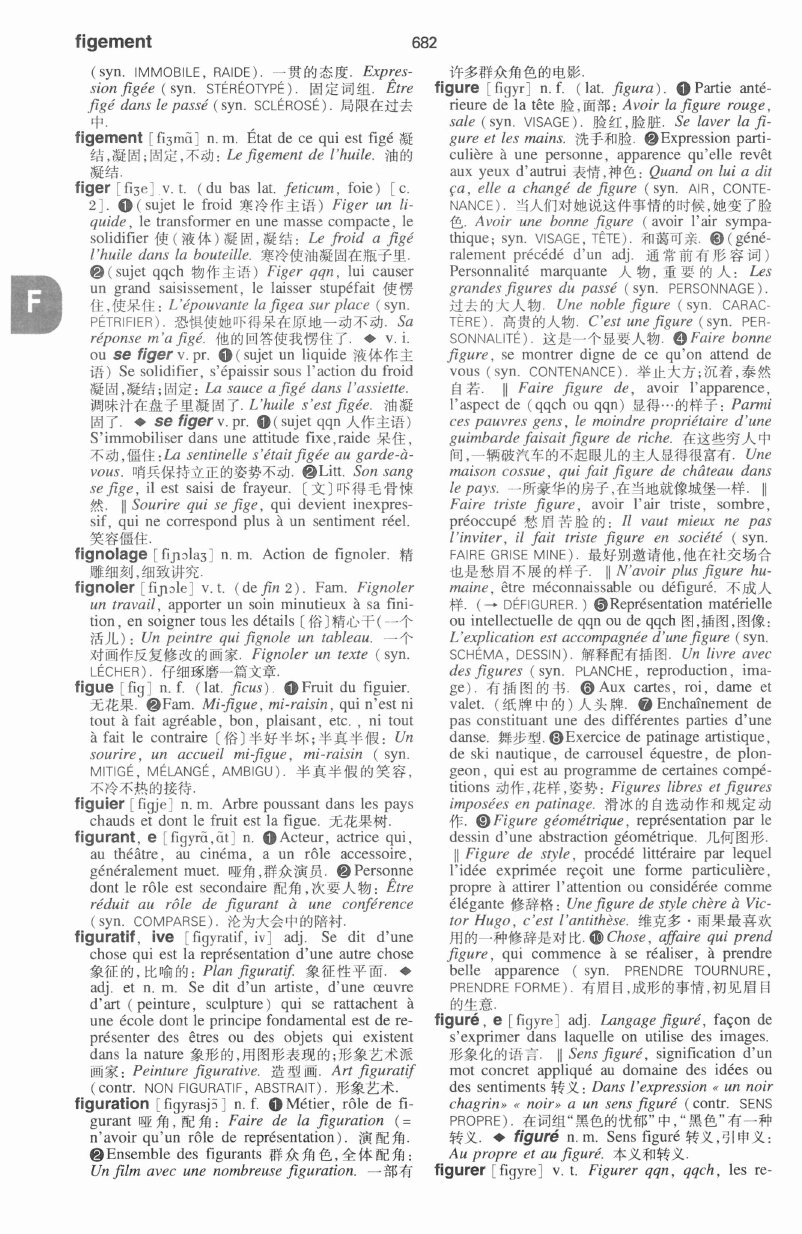 figement
682
(syn. IMMOBILE, RAIDE). 一贯的态度. Expres-
sion figée (syn. STÉRÉOTYPÉ). 固定词组. Être
figé dans le passé (syn. SCLÉROSÉ). 局限在过去
中.
figement [fiʒmɑ̃] n. m. État de ce qui est figé 凝
结,凝固;固定,不动: Le figement de l'huile. 油的
凝结.
figer [fiʒe] v. t. (du bas lat. feticum, foie) [c.
2]. ❶(sujet le froid 寒冷作主语) Figer un li-
quide, le transformer en une masse compacte, le
solidifier 使(液体)凝固,凝结: Le froid a figé
l'huile dans la bouteille. 寒冷使油凝固在瓶子里.
❷(sujet qqch 物作主语) Figer qqn, lui causer
un grand saisissement, le laisser stupéfait 使愣
住,使呆住: L'épouvante la figea sur place (syn.
PÉTRIFIER). 恐惧使她吓得呆在原地一动不动. Sa
réponse m'a figé. 他的回答使我愣住了. ◆ v. i.
ou se figer v. pr. ❶(sujet un liquide 液体作主
语) Se solidifier, s'épaissir sous l'action du froid
凝固,凝结;固定: La sauce a figé dans l'assiette.
调味汁在盘子里凝固了. L'huile s'est figée. 油凝
固了. ◆ se figer v. pr. ❶(sujet qqn 人作主语)
S'immobiliser dans une attitude fixe,raide 呆住,
不动,僵住:La sentinelle s'était figée au garde-à-
vous. 哨兵保持立正的姿势不动. ❷Litt. Son sang
se fige, il est saisi de frayeur. 〔文〕吓得毛骨悚
然. ‖ Sourire qui se fige, qui devient inexpres-
sif, qui ne correspond plus à un sentiment réel.
笑容僵住.
fignolage [fiɲɔlaʒ] n. m. Action de fignoler. 精
雕细刻,细致讲究.
fignoler [fiɲɔle] v. t. (de fin 2). Fam. Fignoler
un travail, apporter un soin minutieux à sa fini-
tion, en soigner tous les détails〔俗〕精心干(一个
活儿): Un peintre qui fignole un tableau. 一个
对画作反复修改的画家. Fignoler un texte (syn.
LÉCHER). 仔细琢磨一篇文章.
figue [fig] n. f. (lat. ficus). ❶Fruit du figuier.
无花果. ❷Fam. Mi-figue, mi-raisin, qui n'est ni
tout à fait agréable, bon, plaisant, etc. , ni tout
à fait le contraire〔俗〕半好半坏;半真半假: Un
sourire, un accueil mi-figue, mi-raisin (syn.
MITIGÉ, MÉLANGÉ, AMBIGU). 半真半假的笑容,
不冷不热的接待.
figuier [figje] n. m. Arbre poussant dans les pays
chauds et dont le fruit est la figue. 无花果树.
figurant, e [figyrɑ̃,ɑ̃t] n. ❶Acteur, actrice qui,
au théâtre, au cinéma, a un rôle accessoire,
généralement muet. 哑角,群众演员. ❷Personne
dont le rôle est secondaire 配角,次要人物: Être
réduit au rôle de figurant à une conférence
(syn. COMPARSE). 沦为大会中的陪衬.
figuratif, ive [figyratif, iv] adj. Se dit d'une
chose qui est la représentation d'une autre chose
象征的,比喻的: Plan figuratif. 象征性平面. ◆
adj. et n. m. Se dit d'un artiste, d'une œuvre
d'art (peinture, sculpture) qui se rattachent à
une école dont le principe fondamental est de re-
présenter des êtres ou des objets qui existent
dans la nature 象形的,用图形表现的;形象艺术派
画家: Peinture figurative. 造型画. Art figuratif
(contr. NON FIGURATIF, ABSTRAIT). 形象艺术.
figuration [figyrasjɔ̃] n. f. ❶Métier, rôle de fi-
gurant 哑角,配角: Faire de la figuration (=
n'avoir qu'un rôle de représentation). 演配角.
❷Ensemble des figurants 群众角色,全体配角:
Un film avec une nombreuse figuration. 一部有
F
许多群众角色的电影.
figure [figyr] n. f. (lat. figura). ❶Partie anté-
rieure de la tête 脸,面部: Avoir la figure rouge,
sale (syn. VISAGE). 脸红,脸脏. Se laver la fi-
gure et les mains. 洗手和脸. ❷Expression parti-
culière à une personne, apparence qu'elle revêt
aux yeux d'autrui 表情,神色: Quand on lui a dit
ça, elle a changé de figure (syn. AIR, CONTE-
NANCE). 当人们对她说这件事情的时候,她变了脸
色. Avoir une bonne figure (avoir l'air sympa-
thique; syn. VISAGE, TÊTE). 和蔼可亲. ❸(géné-
ralement précédé d'un adj. 通常前有形容词)
Personnalité marquante 人物,重要的人: Les
grandes figures du passé (syn. PERSONNAGE).
过去的大人物. Une noble figure (syn. CARAC-
TÈRE). 高贵的人物. C'est une figure (syn. PER-
SONNALITÉ). 这是一个显要人物. ❹Faire bonne
figure, se montrer digne de ce qu'on attend de
vous (syn. CONTENANCE). 举止大方;沉着,泰然
自若. ‖ Faire figure de, avoir l'apparence,
l'aspect de (qqch ou qqn) 显得…的样子: Parmi
ces pauvres gens, le moindre propriétaire d'une
guimbarde faisait figure de riche. 在这些穷人中
间,一辆破汽车的不起眼儿的主人显得很富有. Une
maison cossue, qui fait figure de château dans
le pays. 一所豪华的房子,在当地就像城堡一样. ‖
Faire triste figure, avoir l'air triste, sombre,
préoccupé 愁眉苦脸的: Il vaut mieux ne pas
l'inviter, il fait triste figure en société (syn.
FAIRE GRISE MINE). 最好别邀请他,他在社交场合
也是愁眉不展的样子. ‖ N'avoir plus figure hu-
maine, être méconnaissable ou défiguré. 不成人
样. (→ DÉFIGURER. ) ❺Représentation matérielle
ou intellectuelle de qqn ou de qqch 图,插图,图像:
L'explication est accompagnée d'une figure (syn.
SCHÉMA, DESSIN). 解释配有插图. Un livre avec
des figures (syn. PLANCHE, reproduction, ima-
ge). 有插图的书. ❻Aux cartes, roi, dame et
valet. (纸牌中的)人头牌. ❼Enchaînement de
pas constituant une des différentes parties d'une
danse. 舞步型. ❽Exercice de patinage artistique,
de ski nautique, de carrousel équestre, de plon-
geon, qui est au programme de certaines compé-
titions 动作,花样,姿势: Figures libres et figures
imposées en patinage. 滑冰的自选动作和规定动
作. ❾Figure géométrique, représentation par le
dessin d'une abstraction géométrique. 几何图形.
‖ Figure de style, procédé littéraire par lequel
l'idée exprimée reçoit une forme particulière,
propre à attirer l'attention ou considérée comme
élégante 修辞格: Une figure de style chère à Vic-
tor Hugo, c'est l'antithèse. 维克多·雨果最喜欢
用的一种修辞是对比. ❿Chose, affaire qui prend
figure, qui commence à se réaliser, à prendre
belle apparence (syn. PRENDRE TOURNURE,
PRENDRE FORME). 有眉目,成形的事情,初见眉目
的生意.
figuré, e [figyre] adj. Langage figuré, façon de
s'exprimer dans laquelle on utilise des images.
形象化的语言. ‖ Sens figuré, signification d'un
mot concret appliqué au domaine des idées ou
des sentiments 转义: Dans l'expression « un noir
chagrin» « noir» a un sens figuré (contr. SENS
PROPRE). 在词组“黑色的忧郁”中,“黑色”有一种
转义. ◆ figuré n. m. Sens figuré 转义,引申义:
Au propre et au figuré. 本义和转义.
figurer [figyre] v. t. Figurer qqn, qqch, les re-